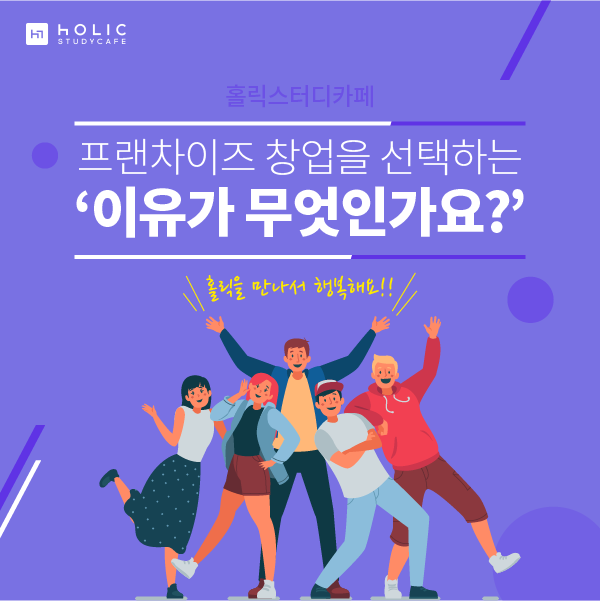 HOLIC
STUDYCAFE
홀릭스터디카페
프랜차이즈 창업을 선택하는
‘이유가 무엇인가요?’
홀릭을 만나서 행복해요!!